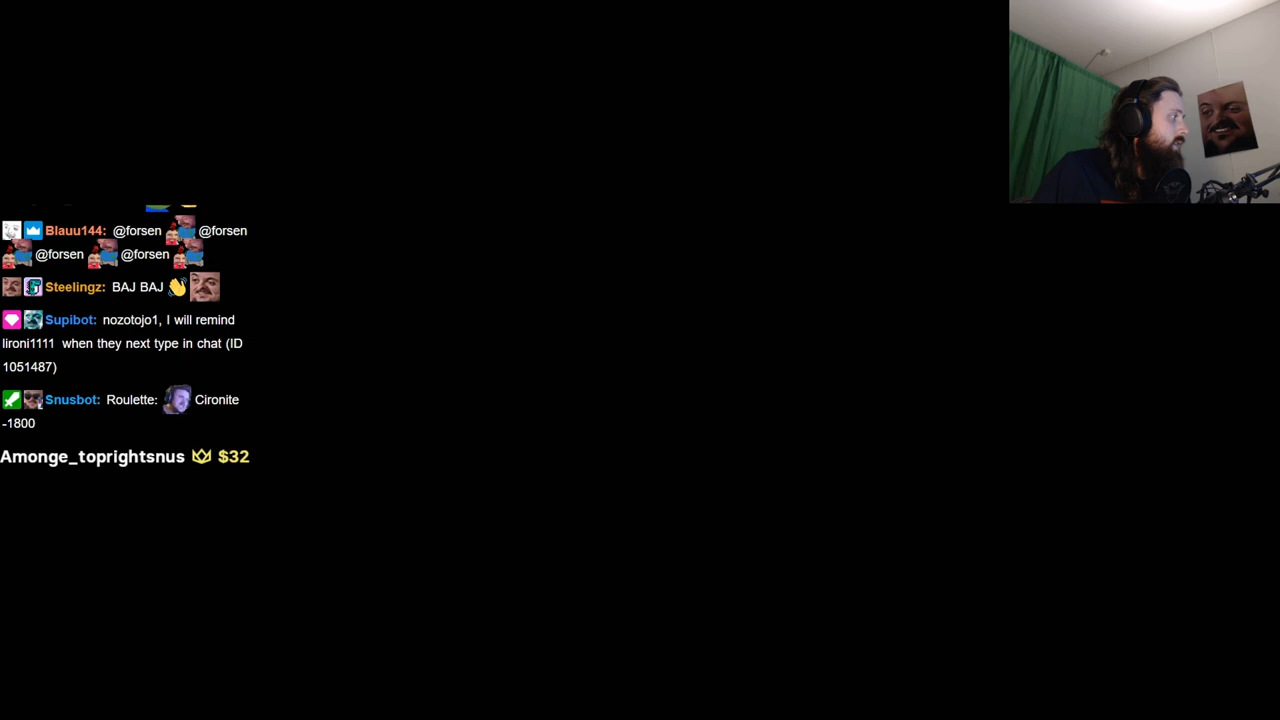 Blauu144: @forsen @forsen
@forsen @forsen
Steelingz: BAJ BAJ
Supibot: nozotojo1, I will remind
lironi1111 when they next type in chat (ID
1051487)
Snusbot: Roulette: Cironite
-1800
Amonge_toprightsnus $32